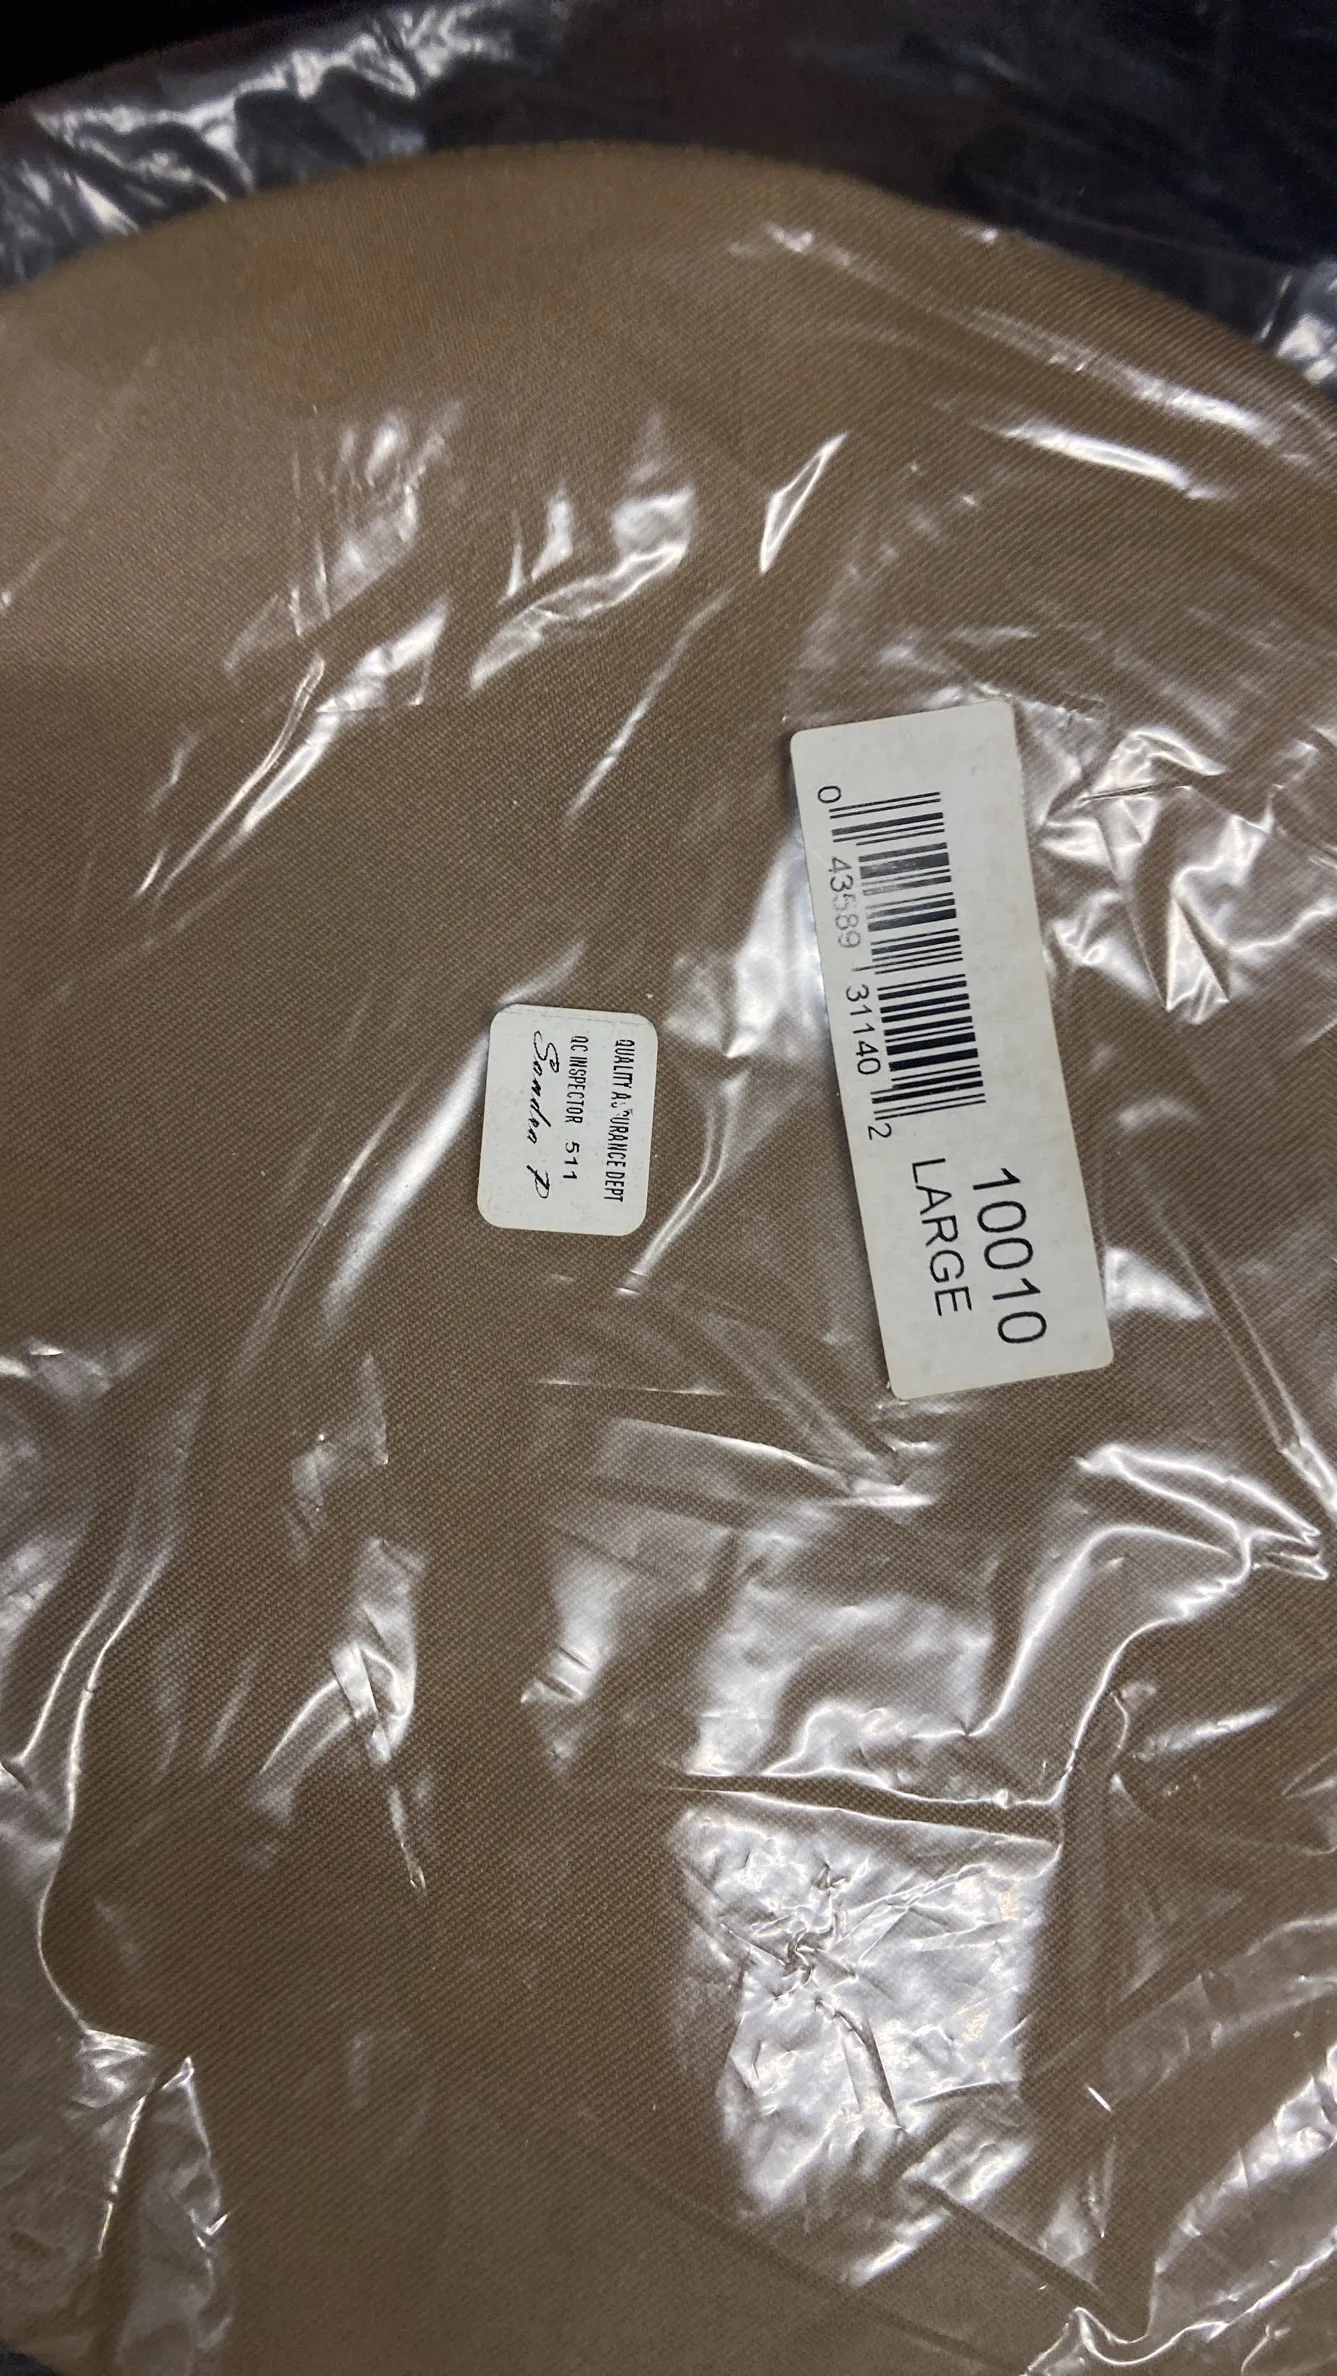 0 43589 31140 2
10010
LARGE
QUALITY ASSURANCE DEPT
QC INSPECTOR 511
Sandra P